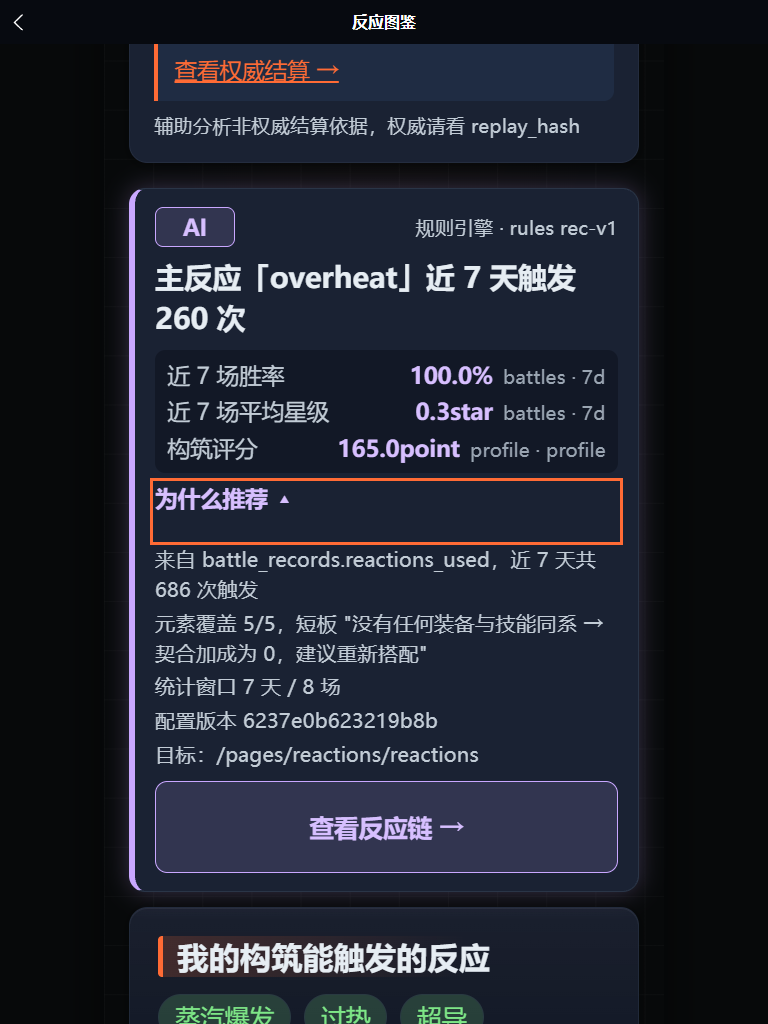 反应图鉴
查看权威结算 →
辅助分析非权威结算依据，权威请看 replay_hash
AI
规则引擎 · rules rec-v1
主反应「overheat」近 7 天触发
260 次
近 7 场胜率 100.0% battles · 7d
近 7 场平均星级 0.3star battles · 7d
构筑评分 165.0point profile · profile
为什么推荐 ▲
来自 battle_records.reactions_used，近 7 天共
686 次触发
元素覆盖 5/5，短板 "没有任何装备与技能同系 →
契合加成为 0，建议重新搭配"
统计窗口 7 天 / 8 场
配置版本 6237e0b623219b8b
目标：/pages/reactions/reactions
查看反应链 →
我的构筑能触发的反应
蒸汽爆发 过热 超导